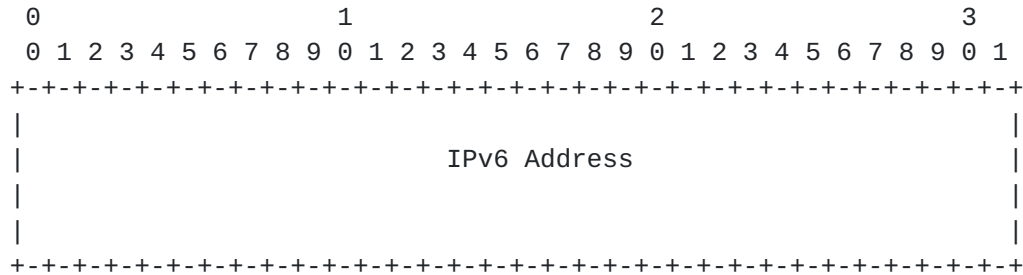 0                   1                   2                   3
 0 1 2 3 4 5 6 7 8 9 0 1 2 3 4 5 6 7 8 9 0 1 2 3 4 5 6 7 8 9 0 1
+-+-+-+-+-+-+-+-+-+-+-+-+-+-+-+-+-+-+-+-+-+-+-+-+-+-+-+-+-+-+-+-+
|                                                               |
|                          IPv6 Address                         |
|                                                               |
|                                                               |
+-+-+-+-+-+-+-+-+-+-+-+-+-+-+-+-+-+-+-+-+-+-+-+-+-+-+-+-+-+-+-+-+